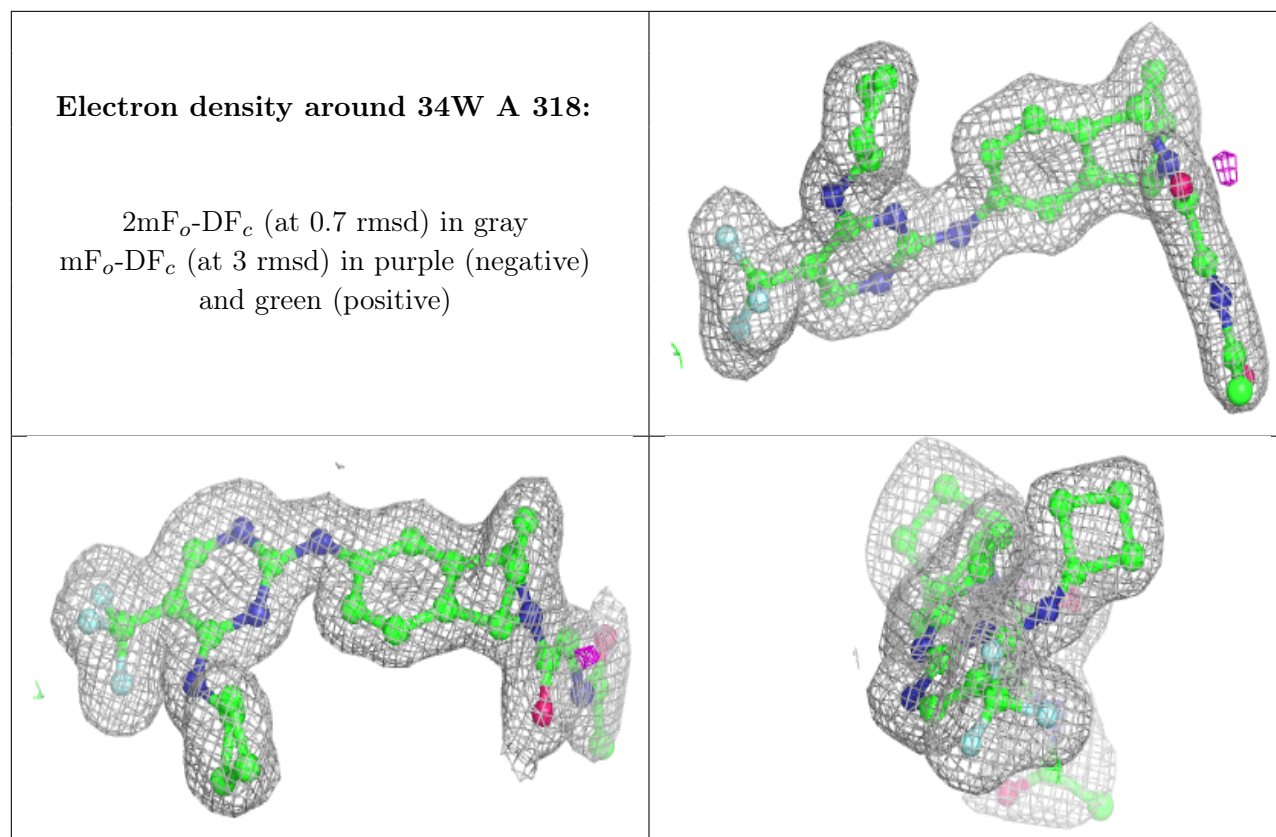 Electron density around 34W A 318:
2mFₒ-DF𝒸 (at 0.7 rmsd) in gray
mFₒ-DF𝒸 (at 3 rmsd) in purple (negative)
and green (positive)